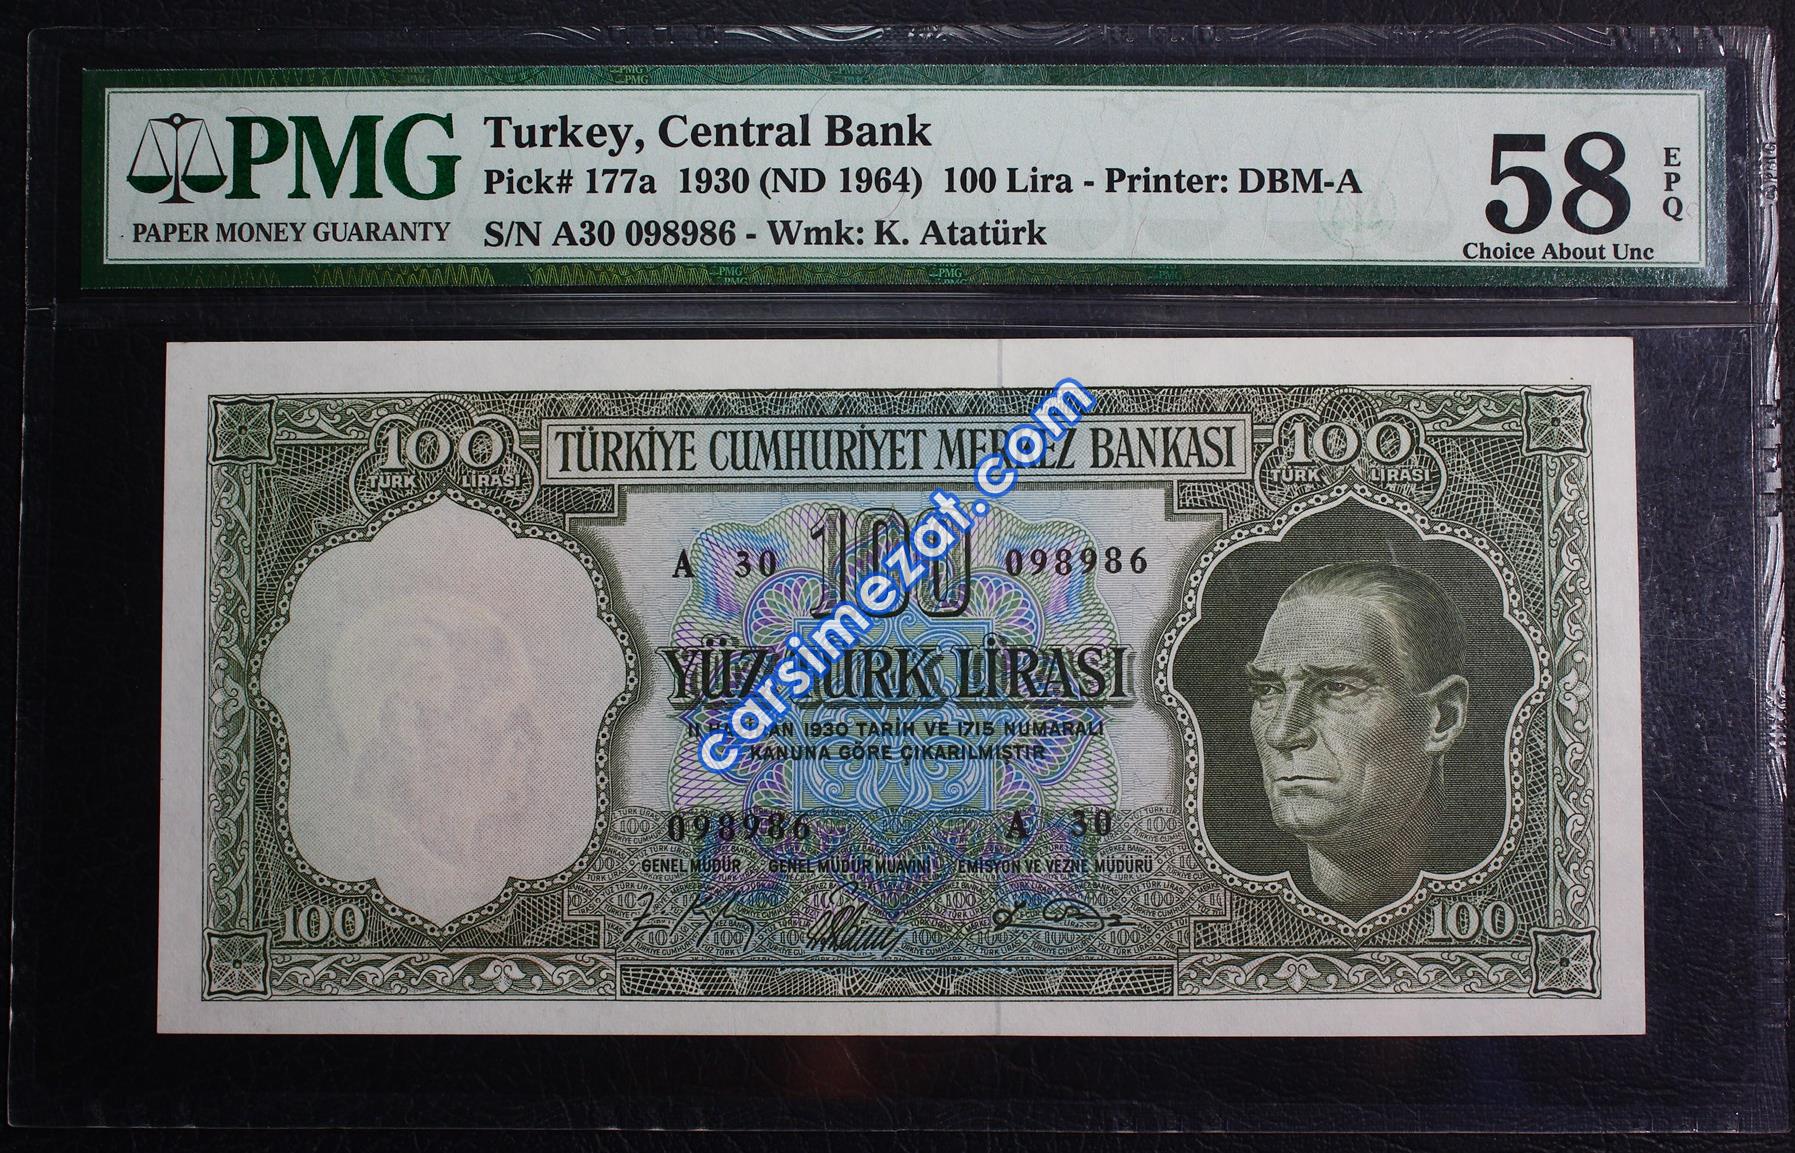 PMG
PAPER MONEY GUARANTY
Turkey, Central Bank
Pick# 177a 1930 (ND 1964) 100 Lira - Printer: DBM-A
S/N A30 098986 - Wmk: K. Atatürk
58
EPQ
Choice About Unc
100
TÜRK LİRASI
TÜRKİYE CUMHURİYET MERKEZ BANKASI
100
TÜRK LİRASI
100
A 30 098986
YÜZ TÜRK LİRASI
11 HAZİRAN 1930 TARİH VE 1715 NUMARALI
KANUNA GÖRE ÇIKARILMIŞTIR
098986 A 30
GENEL MÜDÜR GENEL MÜDÜR MUAVİNİ EMİSYON VE VEZNE MÜDÜRÜ
100 100
carsimezat.com